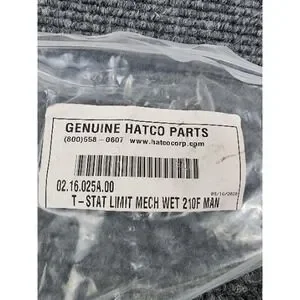 GENUINE HATCO PARTS
(800)558-0607 www.hatcocorp.com
02.16.025A.00
T-STAT LIMIT MECH WET 210F MAN